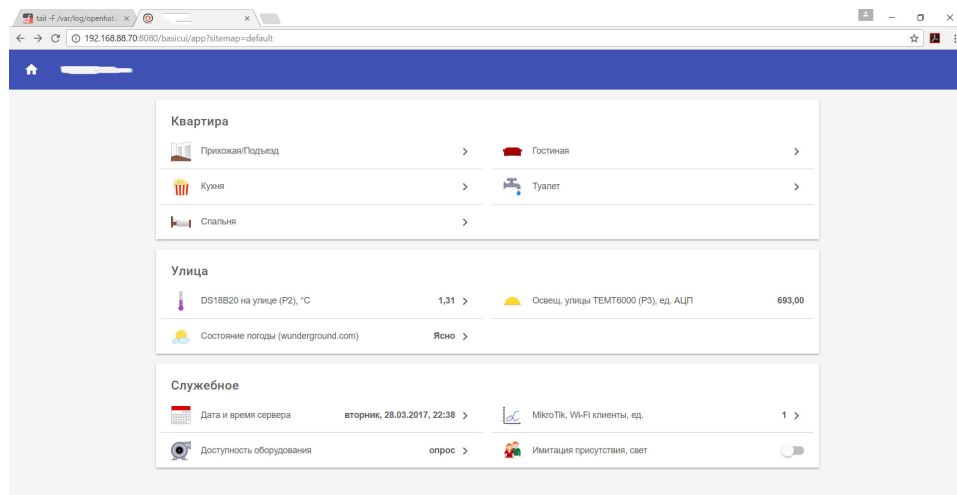 tail -F /var/log/openhab
192.168.88.70:8080/basicui/app?sitemap=default
Квартира
Прихожая/Подъезд
Гостиная
Кухня
Туалет
Спальня
Улица
DS18B20 на улице (P2), °C 1,31
Освещ. улицы TEMT6000 (P3), ед. АЦП 693,00
Состояние погоды (wunderground.com) Ясно
Служебное
Дата и время сервера вторник, 28.03.2017, 22:38
MikroTik, Wi-Fi клиенты, ед. 1
Доступность оборудования опрос
Имитация присутствия, свет